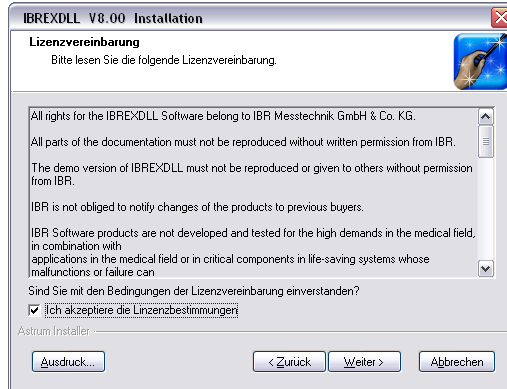 IBREXDLL V8.00 Installation
Lizenzvereinbarung
Bitte lesen Sie die folgende Lizenzvereinbarung.
All rights for the IBREXDLL Software belong to IBR Messtechnik GmbH & Co. KG.
All parts of the documentation must not be reproduced without written permission from IBR.
The demo version of IBREXDLL must not be reproduced or given to others without permission
from IBR.
IBR is not obliged to notify changes of the products to previous buyers.
IBR Software products are not developed and tested for the high demands in the medical field,
in combination with
applications in the medical field or in critical components in life-saving systems whose
malfunctions or failure can
Sind Sie mit den Bedingungen der Lizenzvereinbarung einverstanden?
Ich akzeptiere die Linzenzbestimmungen
Astrum Installer
Ausdruck...
< Zurück
Weiter >
Abbrechen